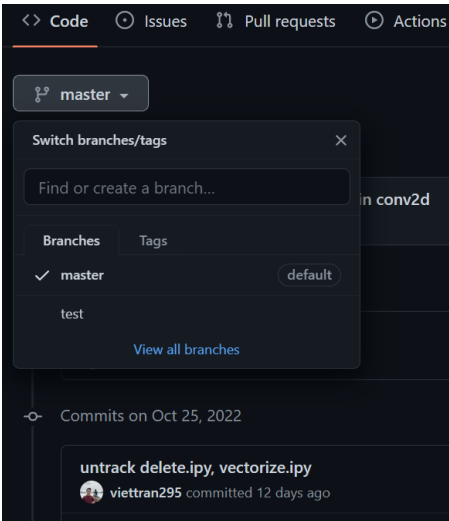 Code Issues Pull requests Actions
master
Switch branches/tags
Find or create a branch...
in conv2d
Branches Tags
master default
test
View all branches
Commits on Oct 25, 2022
untrack delete.ipy, vectorize.ipy
viettran295 committed 12 days ago